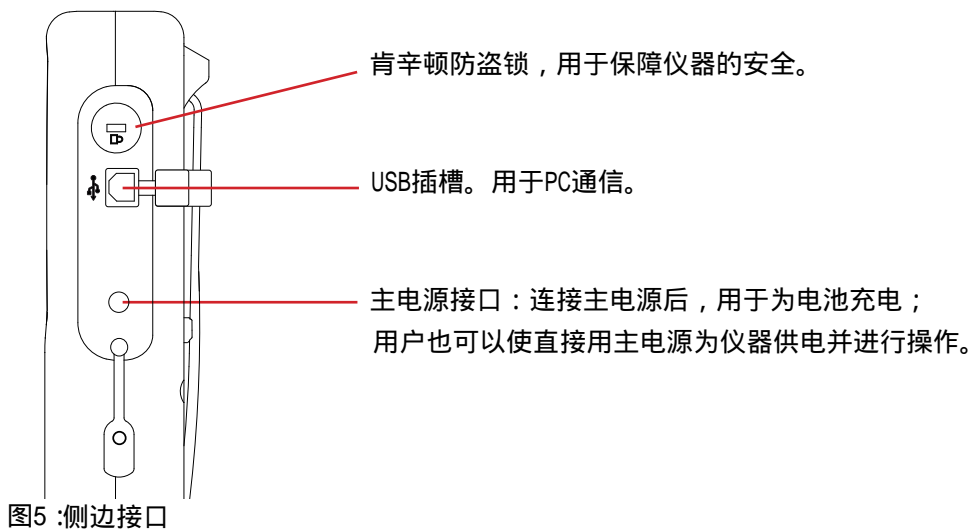 肯辛顿防盗锁，用于保障仪器的安全。
USB插槽。用于PC通信。
主电源接口：连接主电源后，用于为电池充电；
用户也可以使直接用主电源为仪器供电并进行操作。
图5：侧边接口